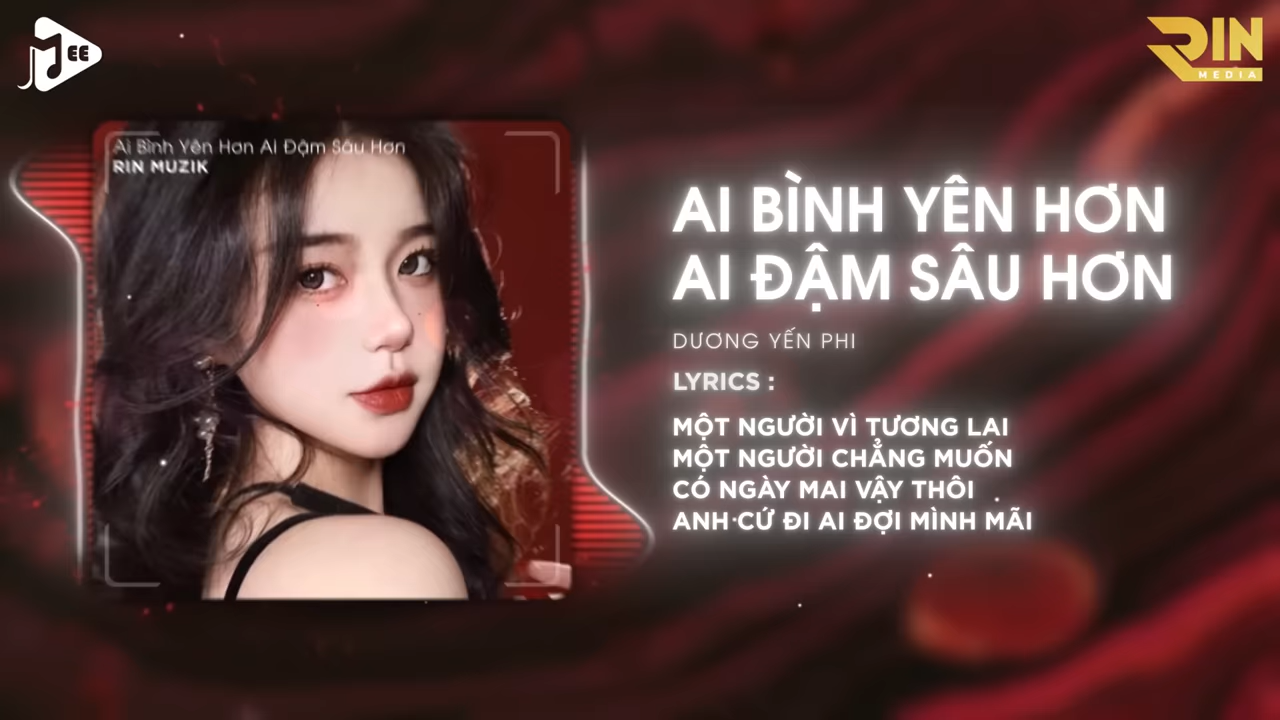 MEE
RIN
MEDIA
Ai Bình Yên Hơn Ai Đậm Sâu Hơn
RIN MUZIK
AI BÌNH YÊN HƠN
AI ĐẬM SÂU HƠN
DƯƠNG YẾN PHI
LYRICS :
MỘT NGƯỜI VÌ TƯƠNG LAI
MỘT NGƯỜI CHẲNG MUỐN
CÓ NGÀY MAI VẬY THÔI
ANH CỨ ĐI AI ĐỢI MÌNH MÃI